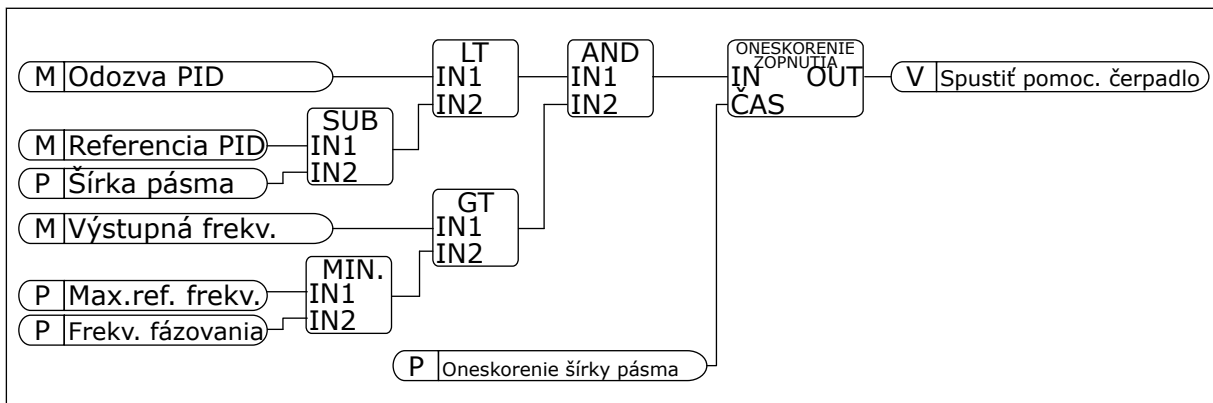 M Odozva PID
M Referencia PID
P Šírka pásma
M Výstupná frekv.
P Max.ref. frekv.
P Frekv. fázovania
SUB
IN1
IN2
MIN.
IN1
IN2
LT
IN1
IN2
GT
IN1
IN2
AND
IN1
IN2
P Oneskorenie šírky pásma
ONESKORENIE
ZOPNUTIA
IN OUT
ČAS
V Spustiť pomoc. čerpadlo